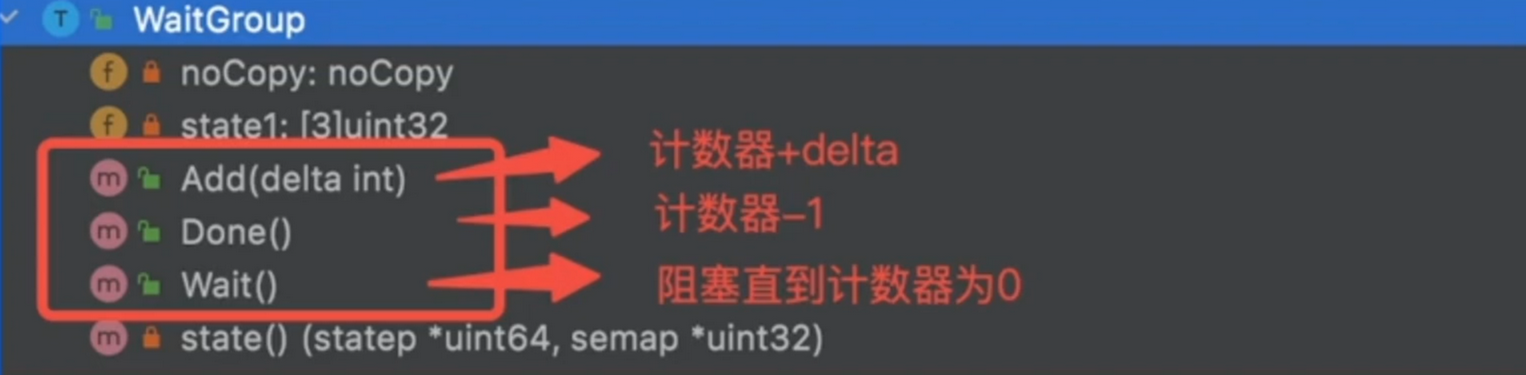 T WaitGroup
f noCopy: noCopy
f state1: [3]uint32
m Add(delta int) 计数器+delta
m Done() 计数器–1
m Wait() 阻塞直到计数器为0
m state() (statep *uint64, semap *uint32)